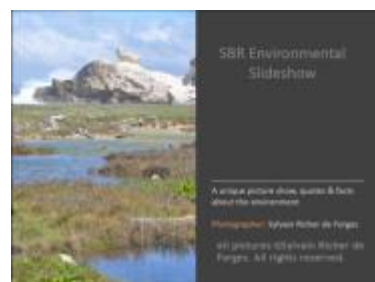 SBR Environmental
Slideshow
A unique picture show, quotes & facts
about the environment
Photographer: Sylvain Richer de Forges
all pictures ©Sylvain Richer de
Forges. All rights reserved.